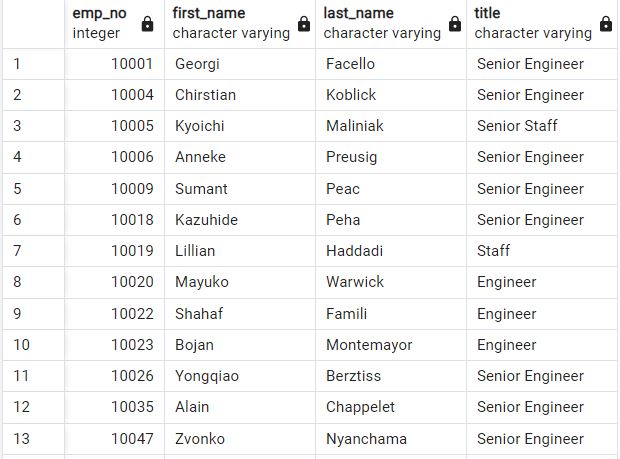 emp_no first_name last_name title
integer character varying character varying character varying
1 10001 Georgi Facello Senior Engineer
2 10004 Chirstian Koblick Senior Engineer
3 10005 Kyoichi Maliniak Senior Staff
4 10006 Anneke Preusig Senior Engineer
5 10009 Sumant Peac Senior Engineer
6 10018 Kazuhide Peha Senior Engineer
7 10019 Lillian Haddadi Staff
8 10020 Mayuko Warwick Engineer
9 10022 Shahaf Famili Engineer
10 10023 Bojan Montemayor Engineer
11 10026 Yongqiao Berztiss Senior Engineer
12 10035 Alain Chappelet Senior Engineer
13 10047 Zvonko Nyanchama Senior Engineer